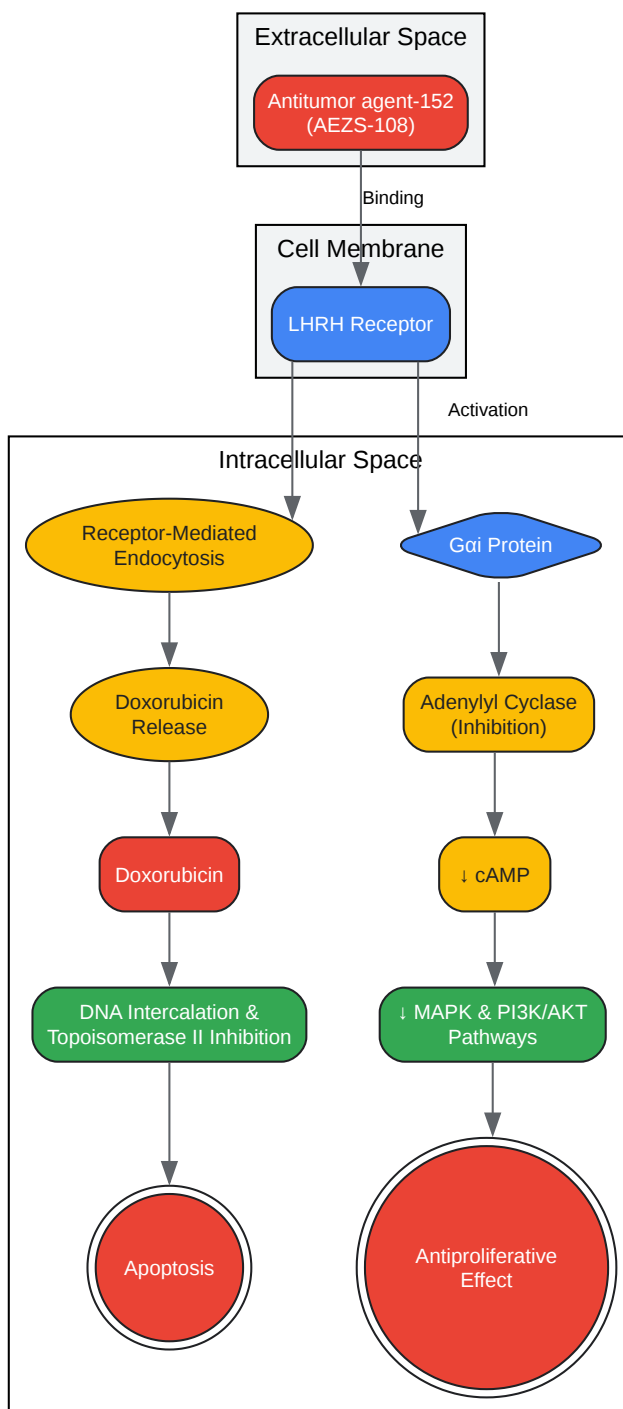 Extracellular Space
Antitumor agent-152
(AEZS-108)
Binding
Cell Membrane
LHRH Receptor
Activation
Intracellular Space
Receptor-Mediated
Endocytosis
Gαi Protein
Doxorubicin
Release
Adenylyl Cyclase
(Inhibition)
Doxorubicin
↓ cAMP
DNA Intercalation &
Topoisomerase II Inhibition
↓ MAPK & PI3K/AKT
Pathways
Apoptosis
Antiproliferative
Effect